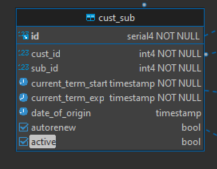 cust_sub
id serial4 NOT NULL
cust_id int4 NOT NULL
sub_id int4 NOT NULL
current_term_start timestamp NOT NULL
current_term_exp timestamp NOT NULL
date_of_origin timestamp
autorenew bool
active bool